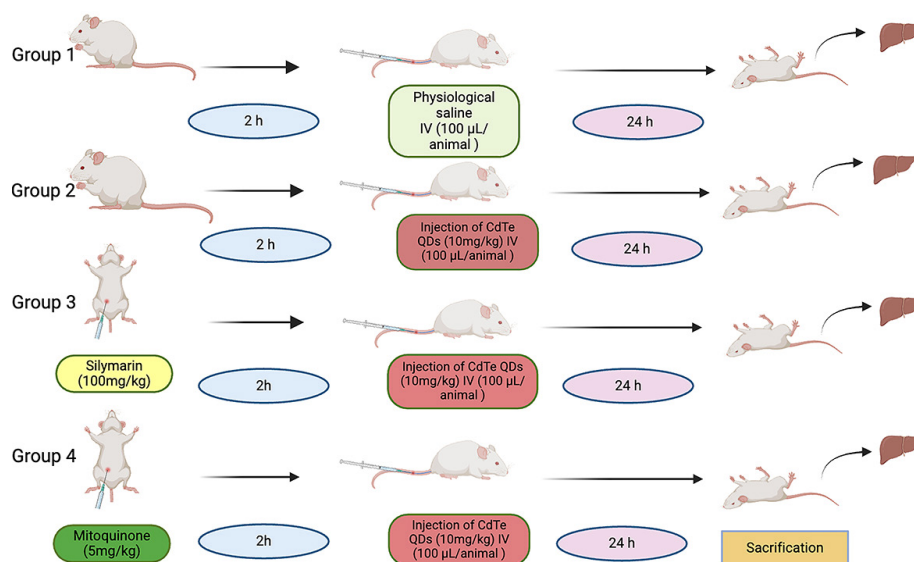 Group 1
2 h
Physiological
saline
IV (100 µL/
animal )
24 h
Group 2
2 h
Injection of CdTe
QDs (10mg/kg) IV
(100 µL/animal )
24 h
Group 3
Silymarin
(100mg/kg)
2h
Injection of CdTe QDs
(10mg/kg) IV (100 µL/
animal )
24 h
Group 4
Mitoquinone
(5mg/kg)
2h
Injection of CdTe
QDs (10mg/kg) IV
(100 µL/animal )
24 h
Sacrification